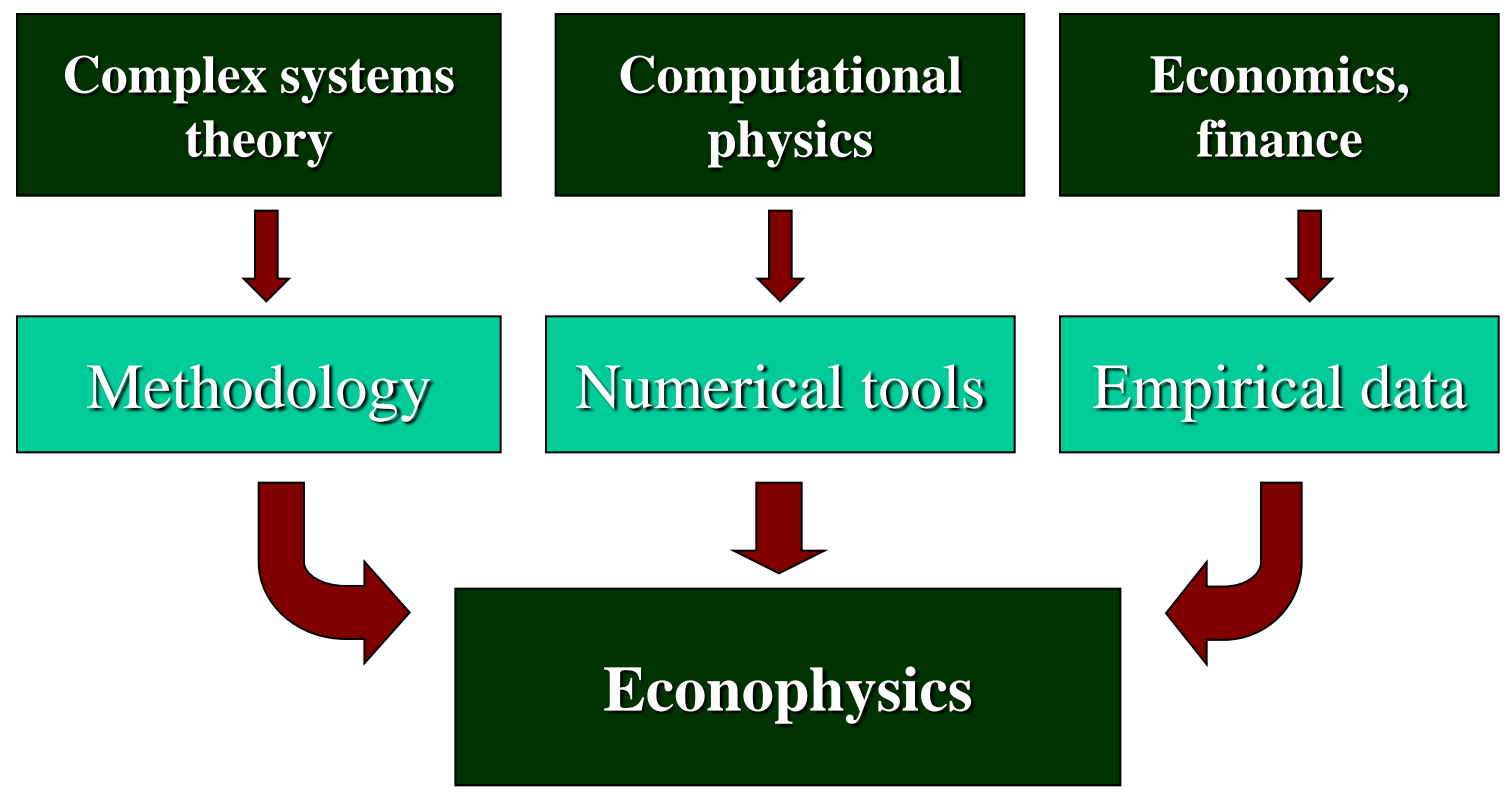 Complex systems
theory
Computational
physics
Economics,
finance
Methodology
Numerical tools
Empirical data
Econophysics